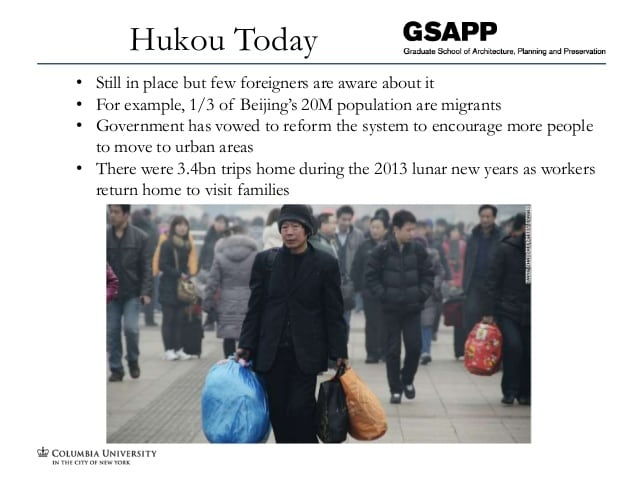 Hukou Today
GSAPP
Graduate School of Architecture, Planning and Preservation
• Still in place but few foreigners are aware about it
• For example, 1/3 of Beijing’s 20M population are migrants
• Government has vowed to reform the system to encourage more people
to move to urban areas
• There were 3.4bn trips home during the 2013 lunar new years as workers
return home to visit families
COLUMBIA UNIVERSITY
IN THE CITY OF NEW YORK